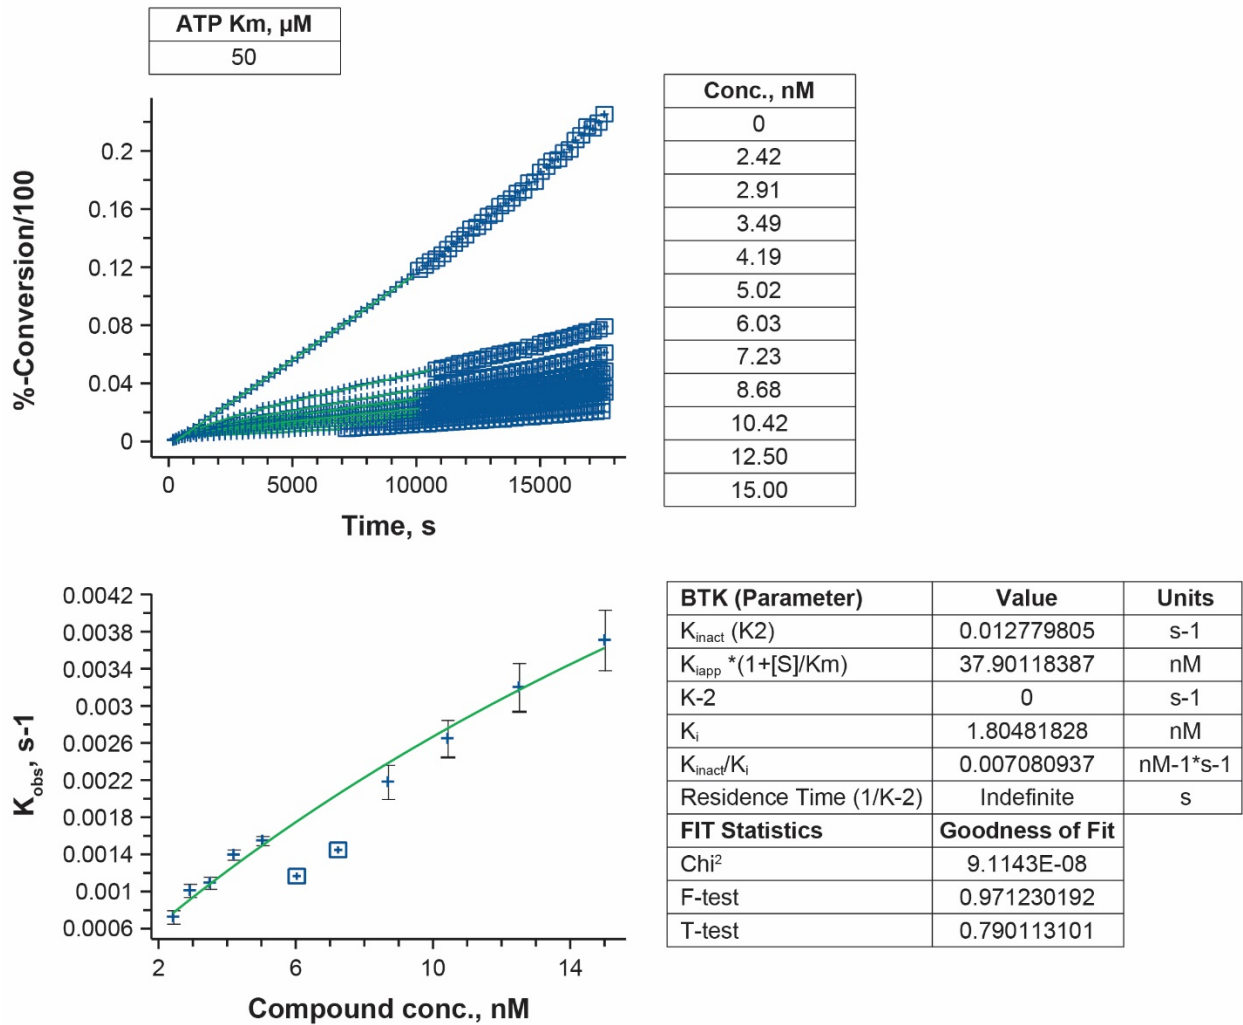 ATP Km, µM
50
%-Conversion/100
0.2
0.16
0.12
0.08
0.04
0
0 5000 10000 15000
Time, s
Conc., nM
0
2.42
2.91
3.49
4.19
5.02
6.03
7.23
8.68
10.42
12.50
15.00
Kobs, s-1
0.0042
0.0038
0.0034
0.003
0.0026
0.0022
0.0018
0.0014
0.001
0.0006
2 6 10 14
Compound conc., nM
BTK (Parameter) Value Units
Kinact (K2) 0.012779805 s-1
Kiapp *(1+[S]/Km) 37.90118387 nM
K-2 0 s-1
Ki 1.80481828 nM
Kinact/Ki 0.007080937 nM-1*s-1
Residence Time (1/K-2) Indefinite s
FIT Statistics Goodness of Fit
Chi² 9.1143E-08
F-test 0.971230192
T-test 0.790113101